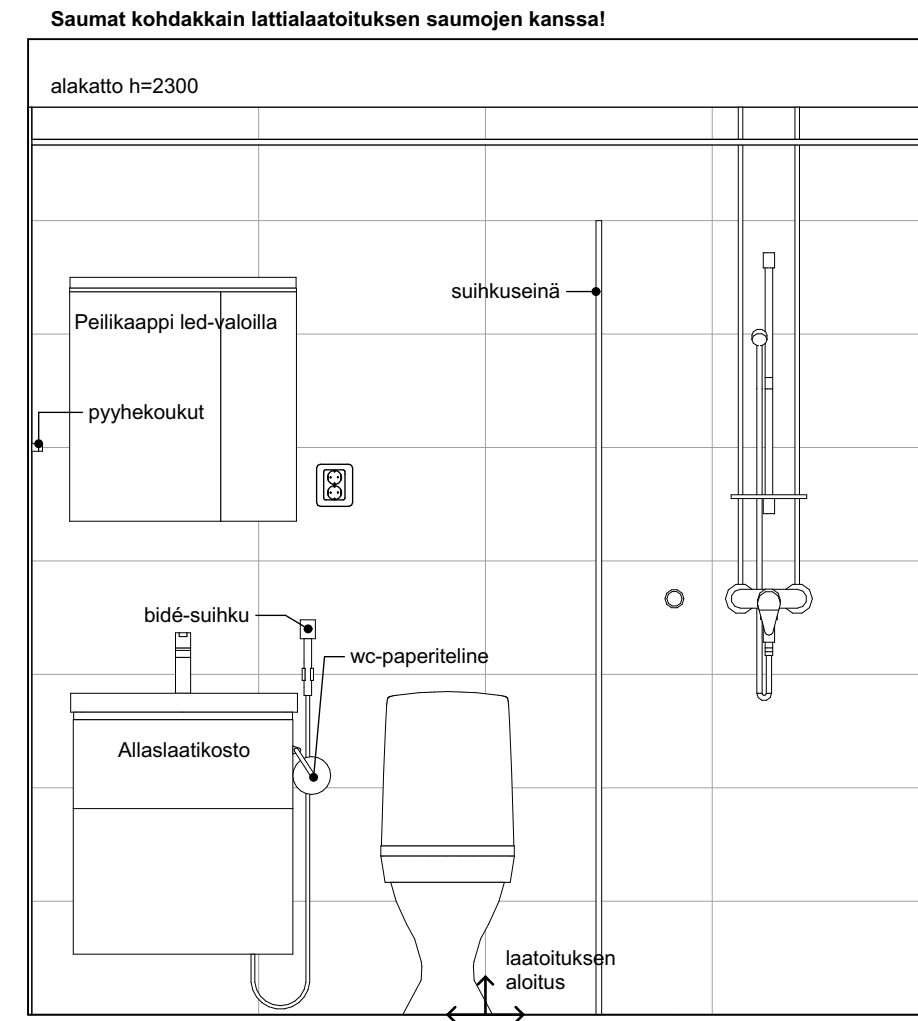 Saumat kohdakkain lattialaatoituksen saumojen kanssa!
alakatto h=2300
suihkuseinä
Peilikaappi led-valoilla
pyyhekoukut
bidé-suihku
wc-paperiteline
Allaslaatikosto
laatoituksen
aloitus